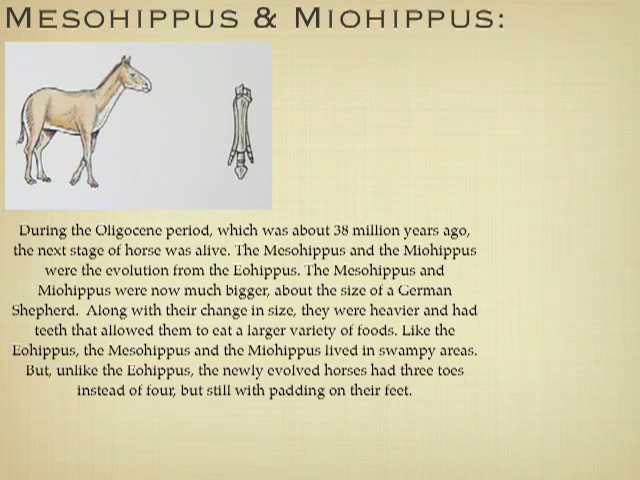 Mesohippus & Miohippus:
During the Oligocene period, which was about 38 million years ago,
the next stage of horse was alive. The Mesohippus and the Miohippus
were the evolution from the Eohippus. The Mesohippus and
Miohippus were now much bigger, about the size of a German
Shepherd. Along with their change in size, they were heavier and had
teeth that allowed them to eat a larger variety of foods. Like the
Eohippus, the Mesohippus and the Miohippus lived in swampy areas.
But, unlike the Eohippus, the newly evolved horses had three toes
instead of four, but still with padding on their feet.